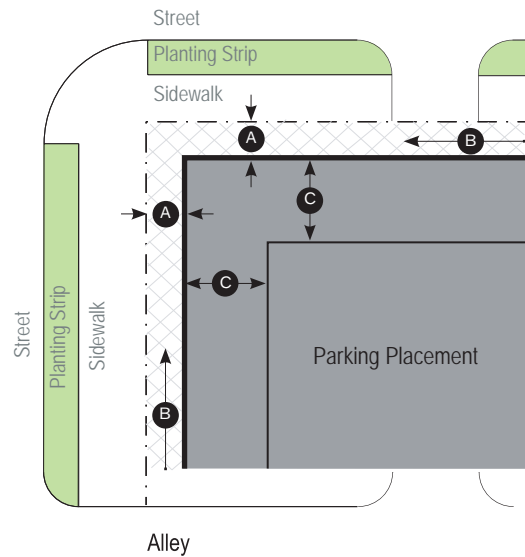 Street
Planting Strip
Sidewalk
A
B
C
A
C
Street
Planting Strip
Sidewalk
Parking Placement
B
Alley